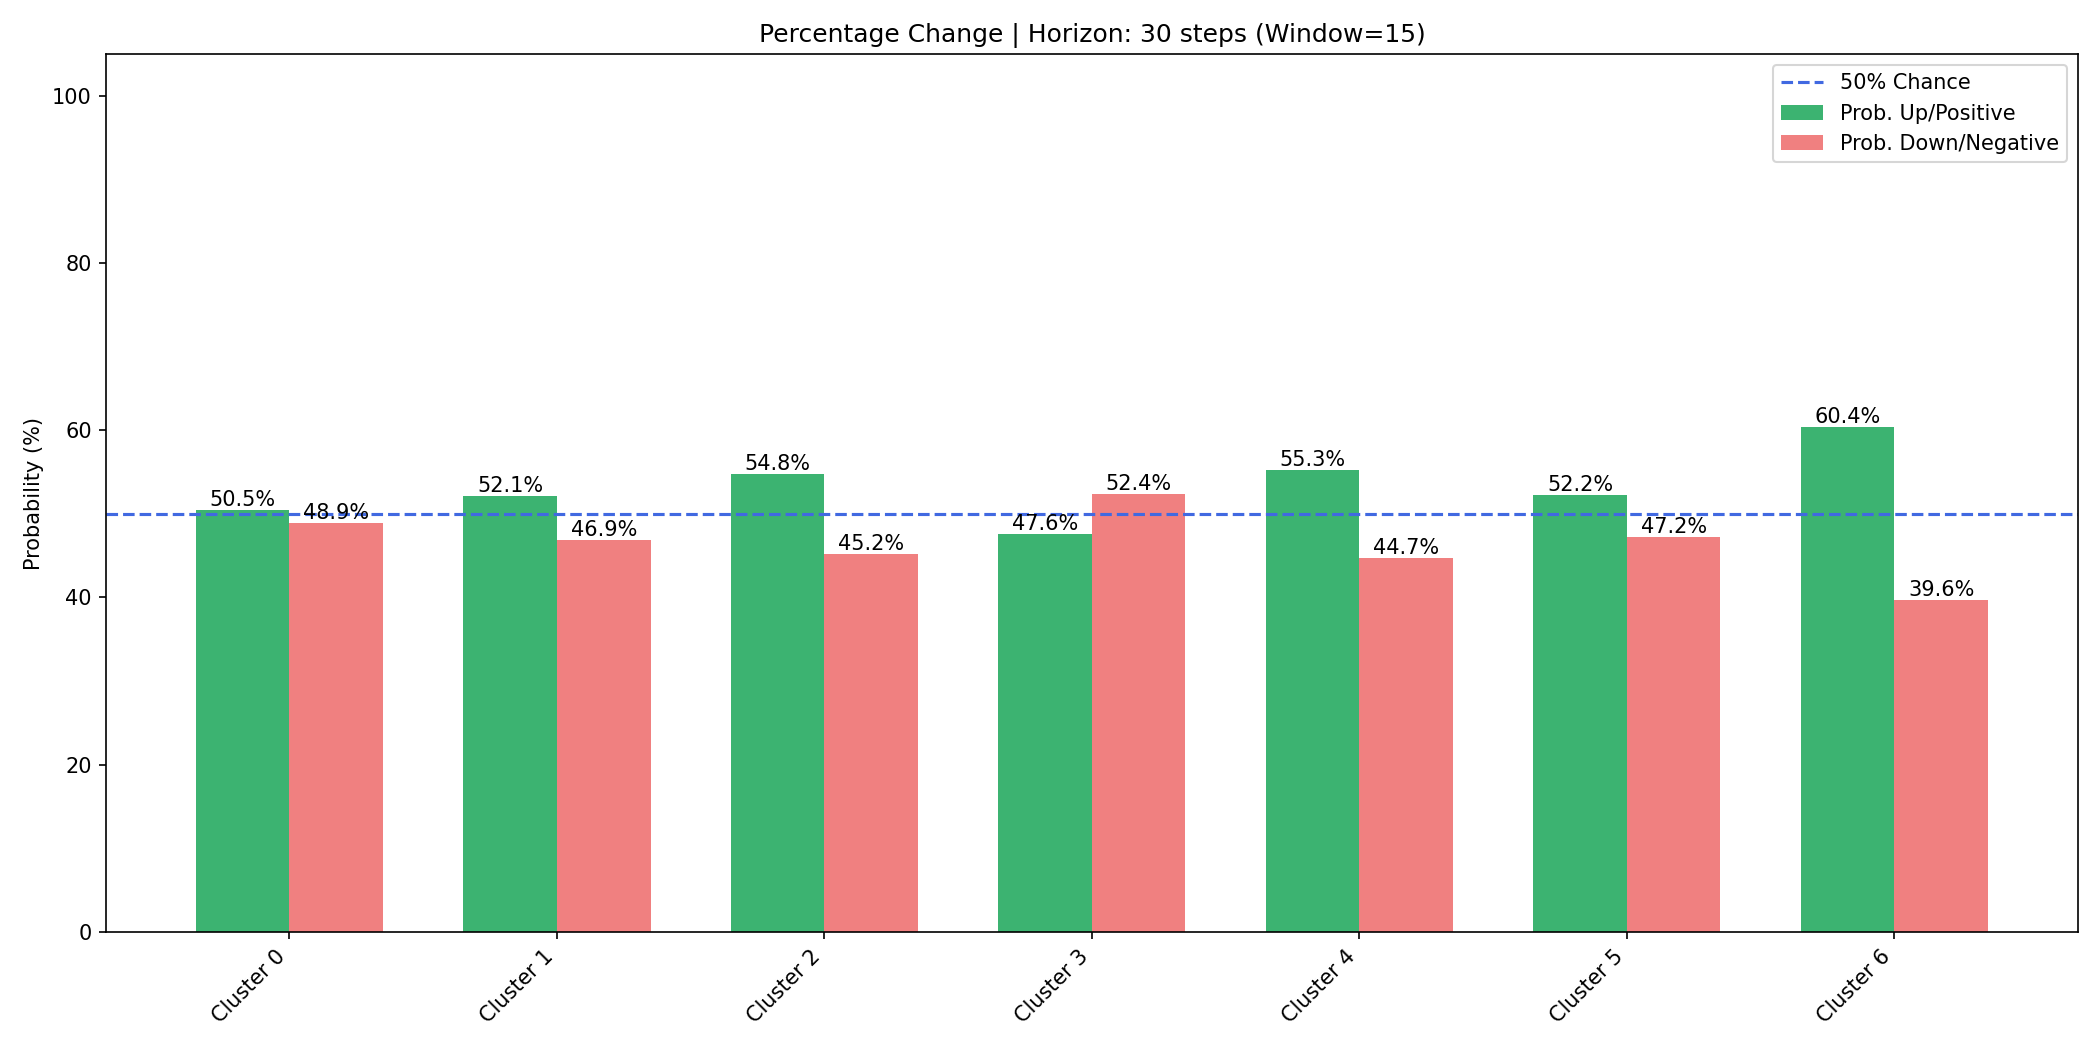 Percentage Change | Horizon: 30 steps (Window=15)
50% Chance
Prob. Up/Positive
Prob. Down/Negative
Probability (%)
100
80
60
40
20
0
50.5%
48.9%
52.1%
46.9%
54.8%
45.2%
47.6%
52.4%
55.3%
44.7%
52.2%
47.2%
60.4%
39.6%
Cluster 0
Cluster 1
Cluster 2
Cluster 3
Cluster 4
Cluster 5
Cluster 6